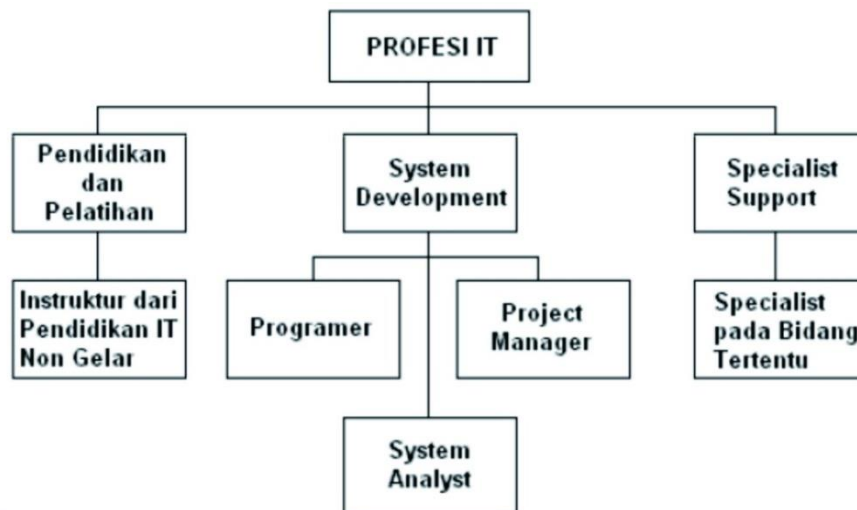 PROFESI IT
Pendidikan
dan
Pelatihan
System
Development
Specialist
Support
Instruktur dari
Pendidikan IT
Non Gelar
Programer
Project
Manager
Specialist
pada Bidang
Tertentu
System
Analyst